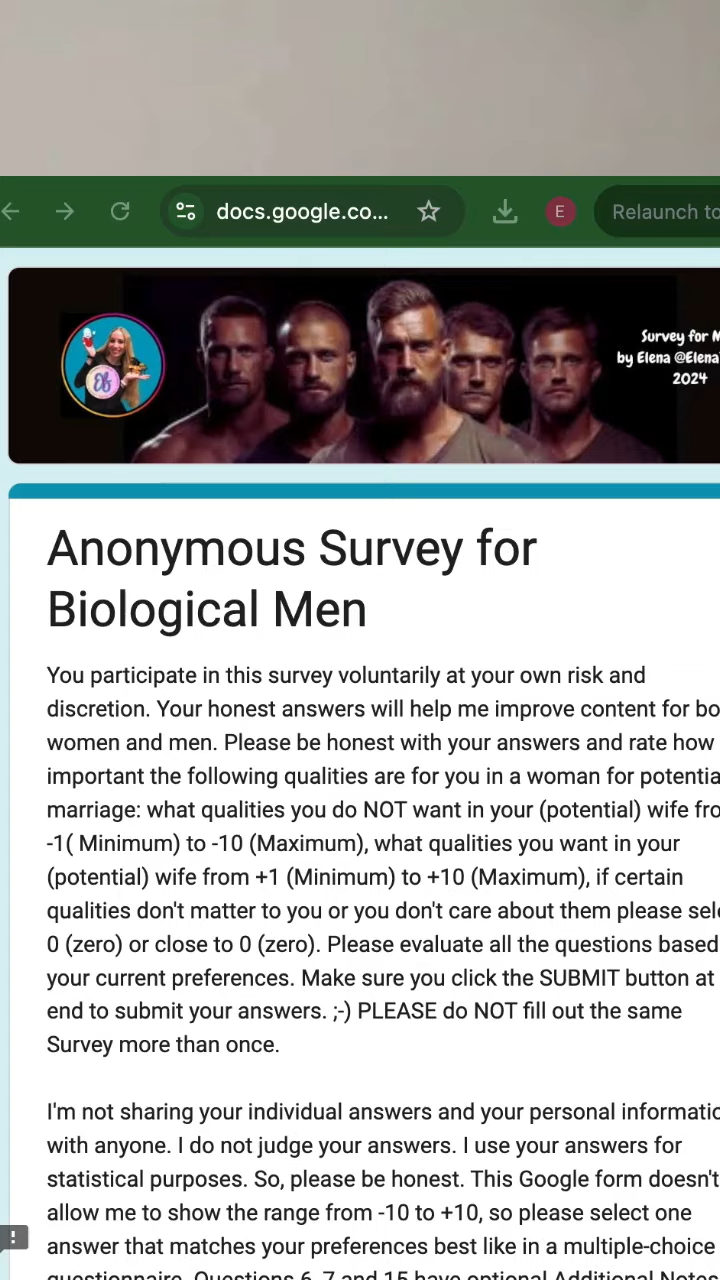 docs.google.co...
E
Relaunch to
Survey for M
by Elena @Elena
2024
Anonymous Survey for
Biological Men
You participate in this survey voluntarily at your own risk and
discretion. Your honest answers will help me improve content for bo
women and men. Please be honest with your answers and rate how
important the following qualities are for you in a woman for potentia
marriage: what qualities you do NOT want in your (potential) wife fro
-1( Minimum) to -10 (Maximum), what qualities you want in your
(potential) wife from +1 (Minimum) to +10 (Maximum), if certain
qualities don't matter to you or you don't care about them please sele
0 (zero) or close to 0 (zero). Please evaluate all the questions based
your current preferences. Make sure you click the SUBMIT button at
end to submit your answers. ;-) PLEASE do NOT fill out the same
Survey more than once.
I'm not sharing your individual answers and your personal informatio
with anyone. I do not judge your answers. I use your answers for
statistical purposes. So, please be honest. This Google form doesn't
allow me to show the range from -10 to +10, so please select one
answer that matches your preferences best like in a multiple-choice
questionnaire. Questions 6, 7 and 15 have optional Additional Notes